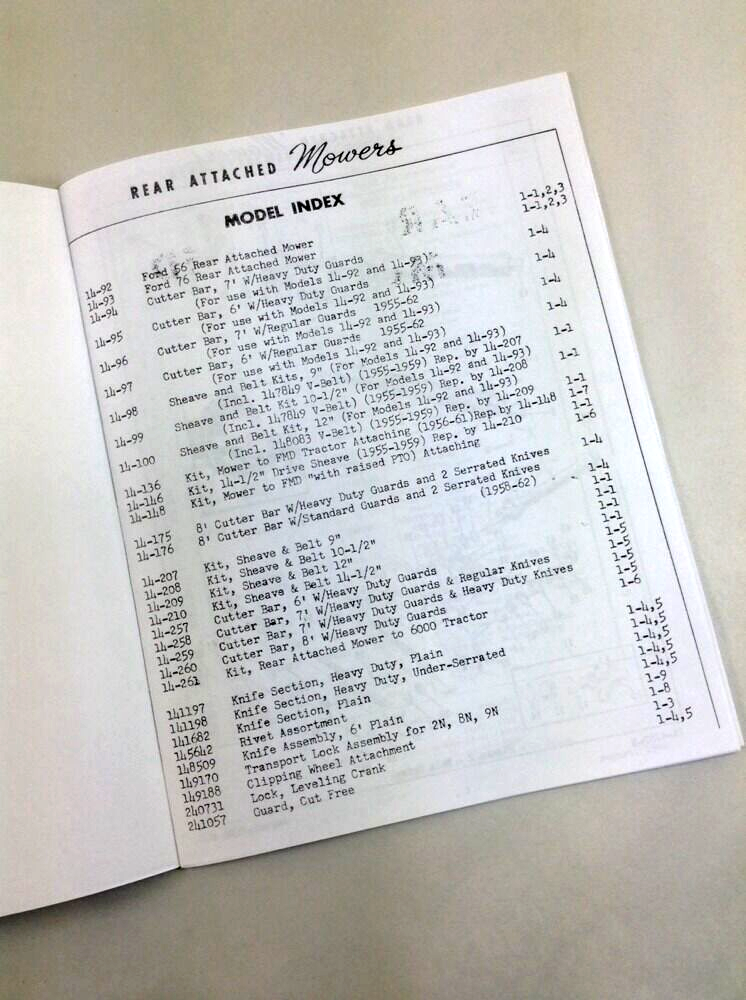 REAR ATTACHED Mowers
MODEL INDEX
14-92 Ford 56 Rear Attached Mower 1-1,2,3
14-93 Ford 76 Rear Attached Mower 1-1,2,3
14-94 Cutter Bar, 7' W/Heavy Duty Guards 1-4
(For use with Models 14-92 and 14-93)
14-95 Cutter Bar, 6' W/Heavy Duty Guards 1-4
(For use with Models 14-92 and 14-93)
14-96 Cutter Bar, 7' W/Regular Guards 1955-62 1-4
(For use with Models 14-92 and 14-93)
14-97 Cutter Bar, 6' W/Regular Guards 1955-62 1-4
(For use with Models 14-92 and 14-93)
14-98 Sheave and Belt Kits, 9" (For Models 14-92 and 14-93) 1-1
(Incl. 147849 V-Belt) (1955-1959) Rep. by 14-207
14-99 Sheave and Belt Kit 10-1/2" (For Models 14-92 and 14-93) 1-1
(Incl. 147849 V-Belt) (1955-1959) Rep. by 14-208
14-100 Sheave and Belt Kit, 12" (For Models 14-92 and 14-93) 1-1
(Incl. 148083 V-Belt) (1955-1959) Rep. by 14-209
14-136 Kit, Mower to FMD Tractor Attaching (1956-61)Rep.by 14-148 1-7
14-146 Kit, 14-1/2" Drive Sheave (1955-1959) Rep. by 14-210 1-1
14-148 Kit, Mower to FMD "with raised PTO) Attaching 1-6
14-175 8' Cutter Bar W/Heavy Duty Guards and 2 Serrated Knives 1-4
14-176 8' Cutter Bar W/Standard Guards and 2 Serrated Knives 1-4
(1958-62)
14-207 Kit, Sheave & Belt 9" 1-1
14-208 Kit, Sheave & Belt 10-1/2" 1-1
14-209 Kit, Sheave & Belt 12" 1-1
14-210 Kit, Sheave & Belt 14-1/2" 1-1
14-257 Cutter Bar, 6' W/Heavy Duty Guards 1-5
14-258 Cutter Bar, 7' W/Heavy Duty Guards & Regular Knives 1-5
14-259 Cutter Bar, 7' W/Heavy Duty Guards & Heavy Duty Knives 1-5
14-260 Cutter Bar, 8' W/Heavy Duty Guards 1-5
14-261 Kit, Rear Attached Mower to 6000 Tractor 1-6
141197 Knife Section, Heavy Duty, Plain 1-4,5
141198 Knife Section, Heavy Duty, Under-Serrated 1-4,5
141682 Knife Section, Plain 1-4,5
145642 Rivet Assortment 1-4,5
148509 Knife Assembly, 6' Plain 1-4,5
149170 Transport Lock Assembly for 2N, 8N, 9N 1-9
149188 Clipping Wheel Attachment 1-8
240731 Lock, Leveling Crank 1-3
241057 Guard, Cut Free 1-4,5